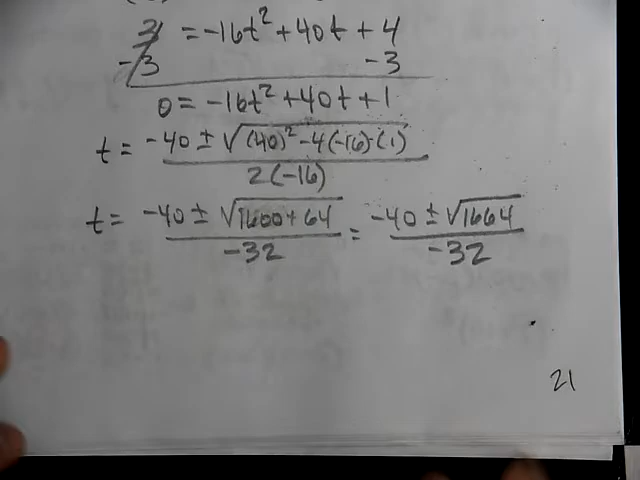 3 = -16t² + 40t + 4
-3 -3
0 = -16t² + 40t + 1
t = -40 ± √(40)² - 4(-16)·(1)
2(-16)
t = -40 ± √1600 + 64 = -40 ± √1664
-32 -32
21